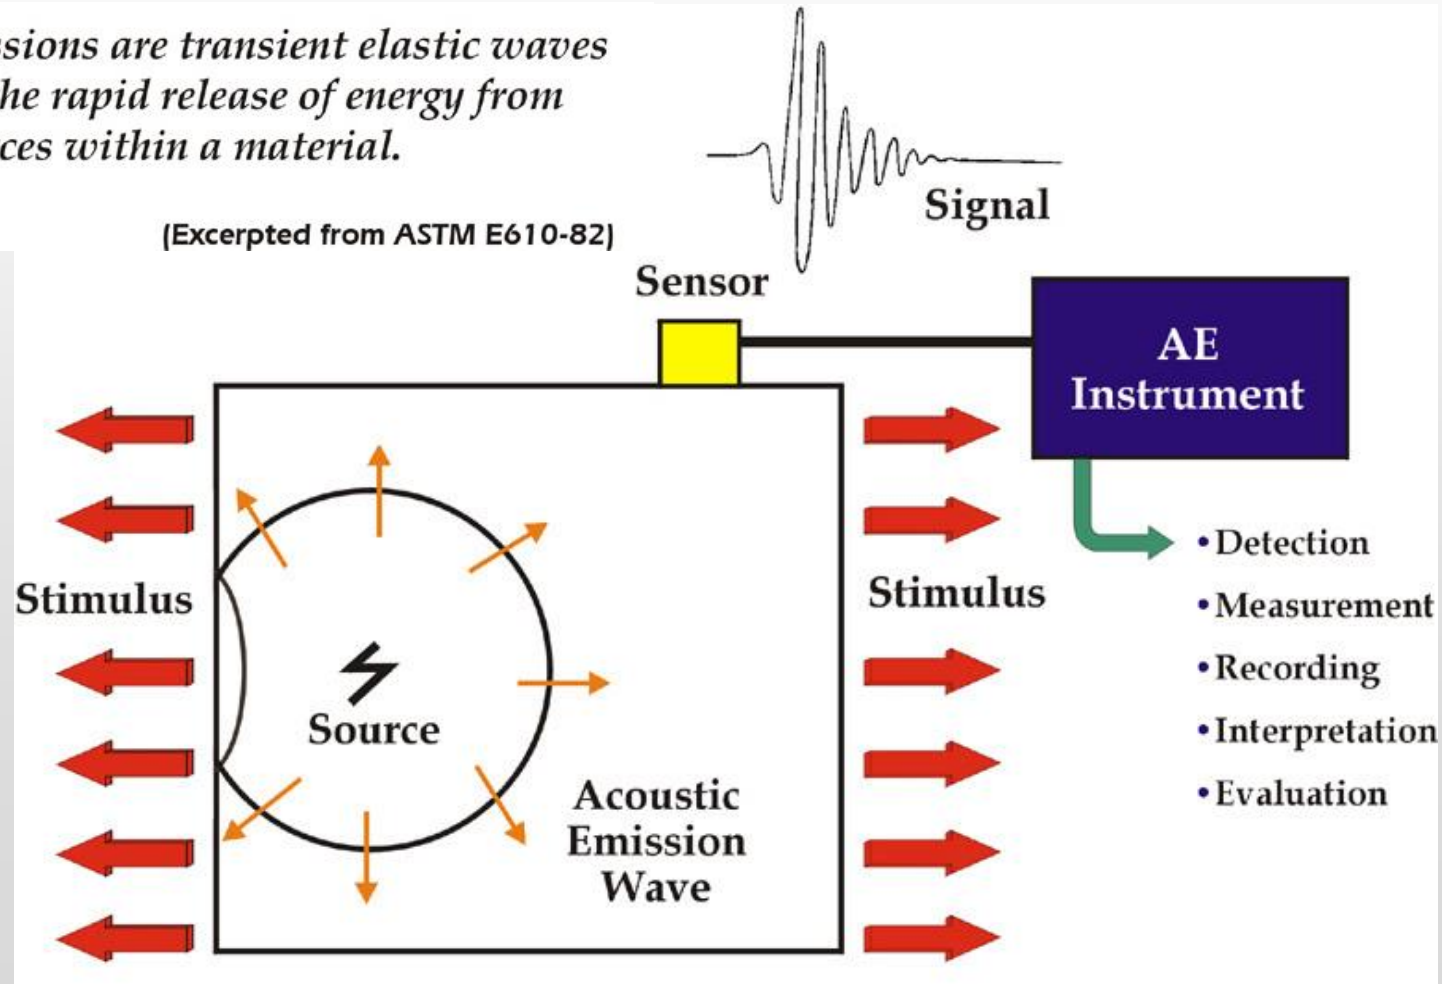 ssions are transient elastic waves
he rapid release of energy from
ces within a material.
(Excerpted from ASTM E610-82)
Signal
Sensor
AE
Instrument
Stimulus
Stimulus
Source
Acoustic
Emission
Wave
• Detection
• Measurement
• Recording
• Interpretation
• Evaluation